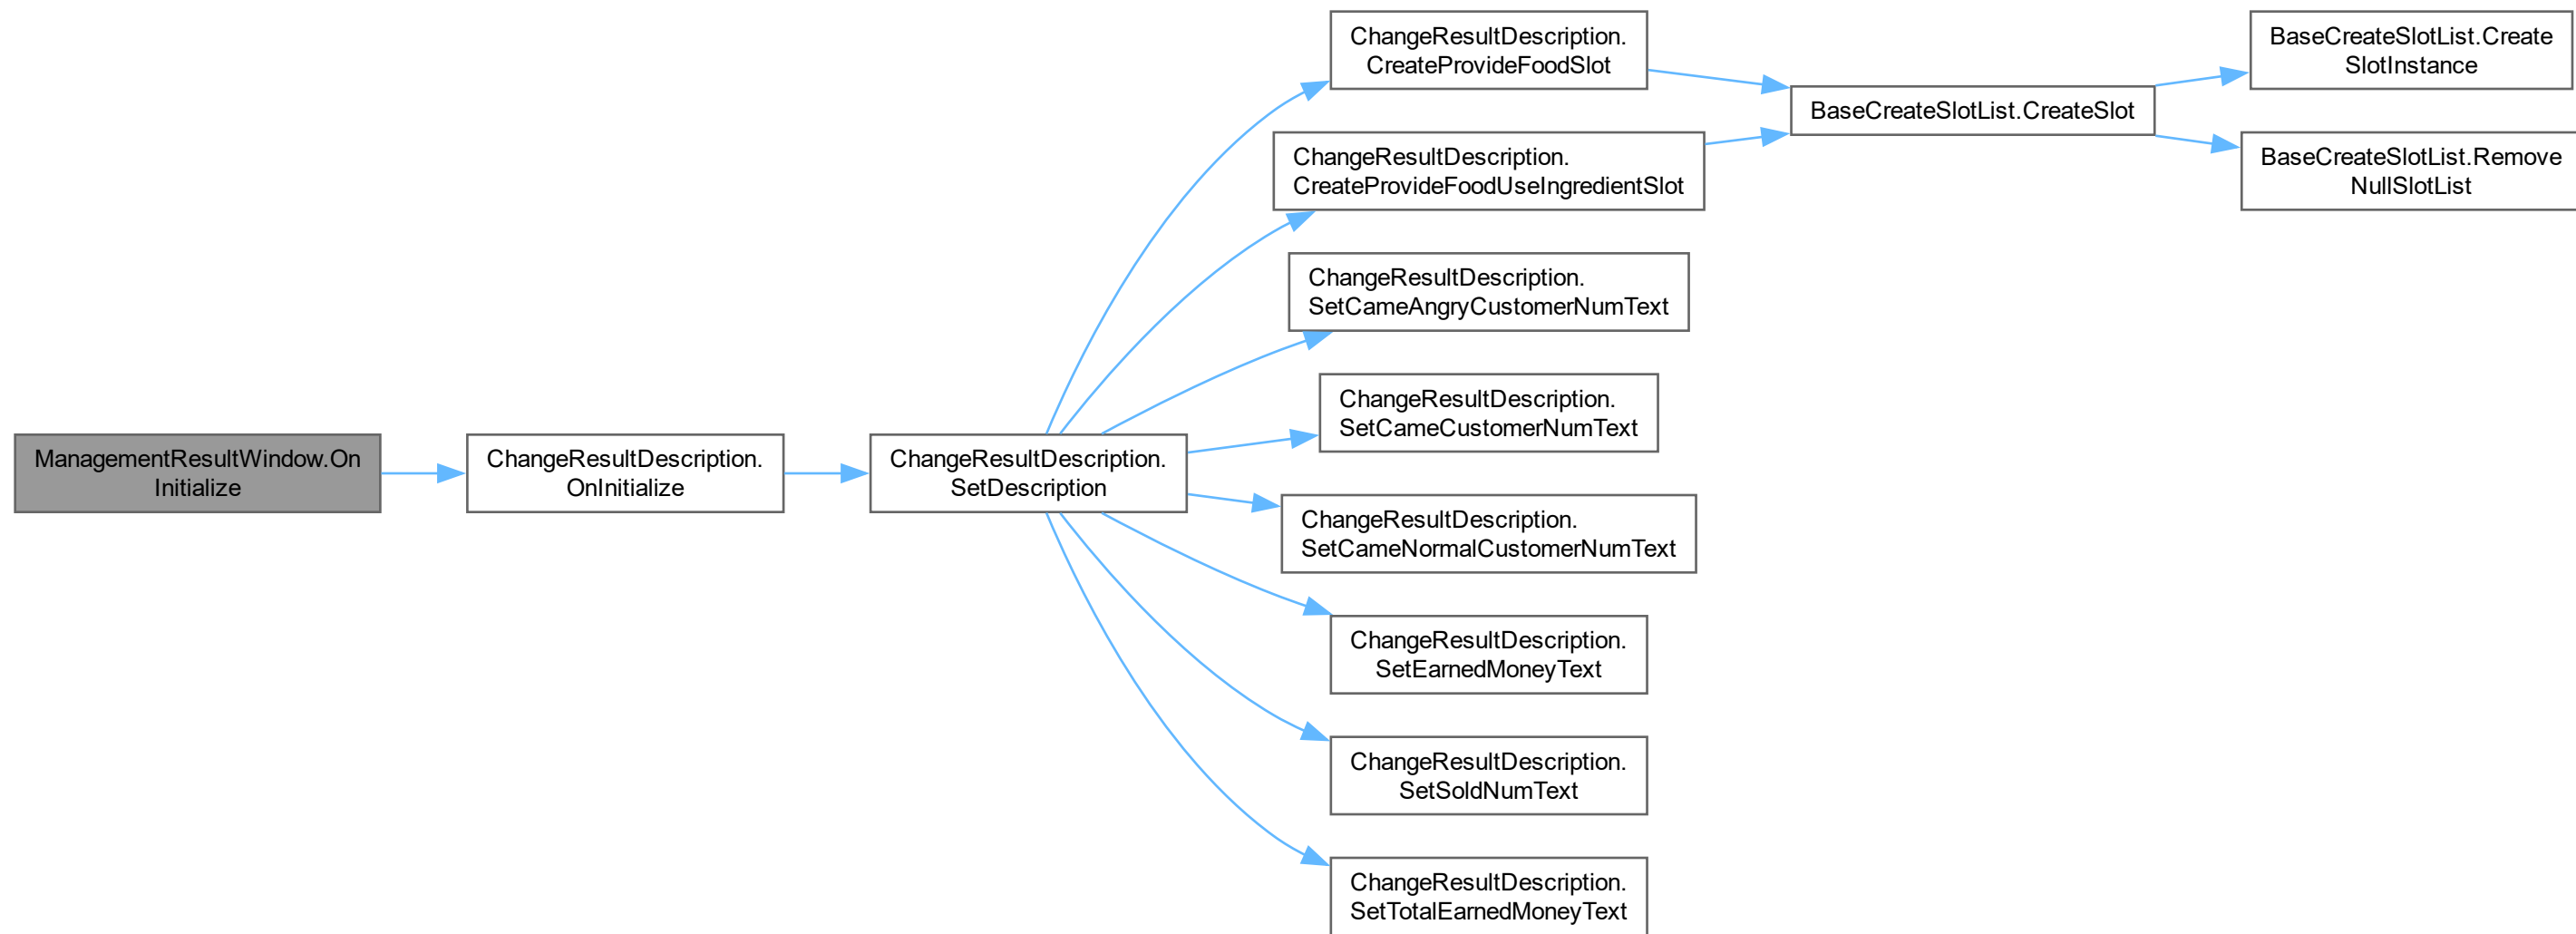 ManagementResultWindow.On
Initialize
ChangeResultDescription.
OnInitialize
ChangeResultDescription.
SetDescription
ChangeResultDescription.
CreateProvideFoodSlot
ChangeResultDescription.
CreateProvideFoodUseIngredientSlot
ChangeResultDescription.
SetCameAngryCustomerNumText
ChangeResultDescription.
SetCameCustomerNumText
ChangeResultDescription.
SetCameNormalCustomerNumText
ChangeResultDescription.
SetEarnedMoneyText
ChangeResultDescription.
SetSoldNumText
ChangeResultDescription.
SetTotalEarnedMoneyText
BaseCreateSlotList.CreateSlot
BaseCreateSlotList.Create
SlotInstance
BaseCreateSlotList.Remove
NullSlotList